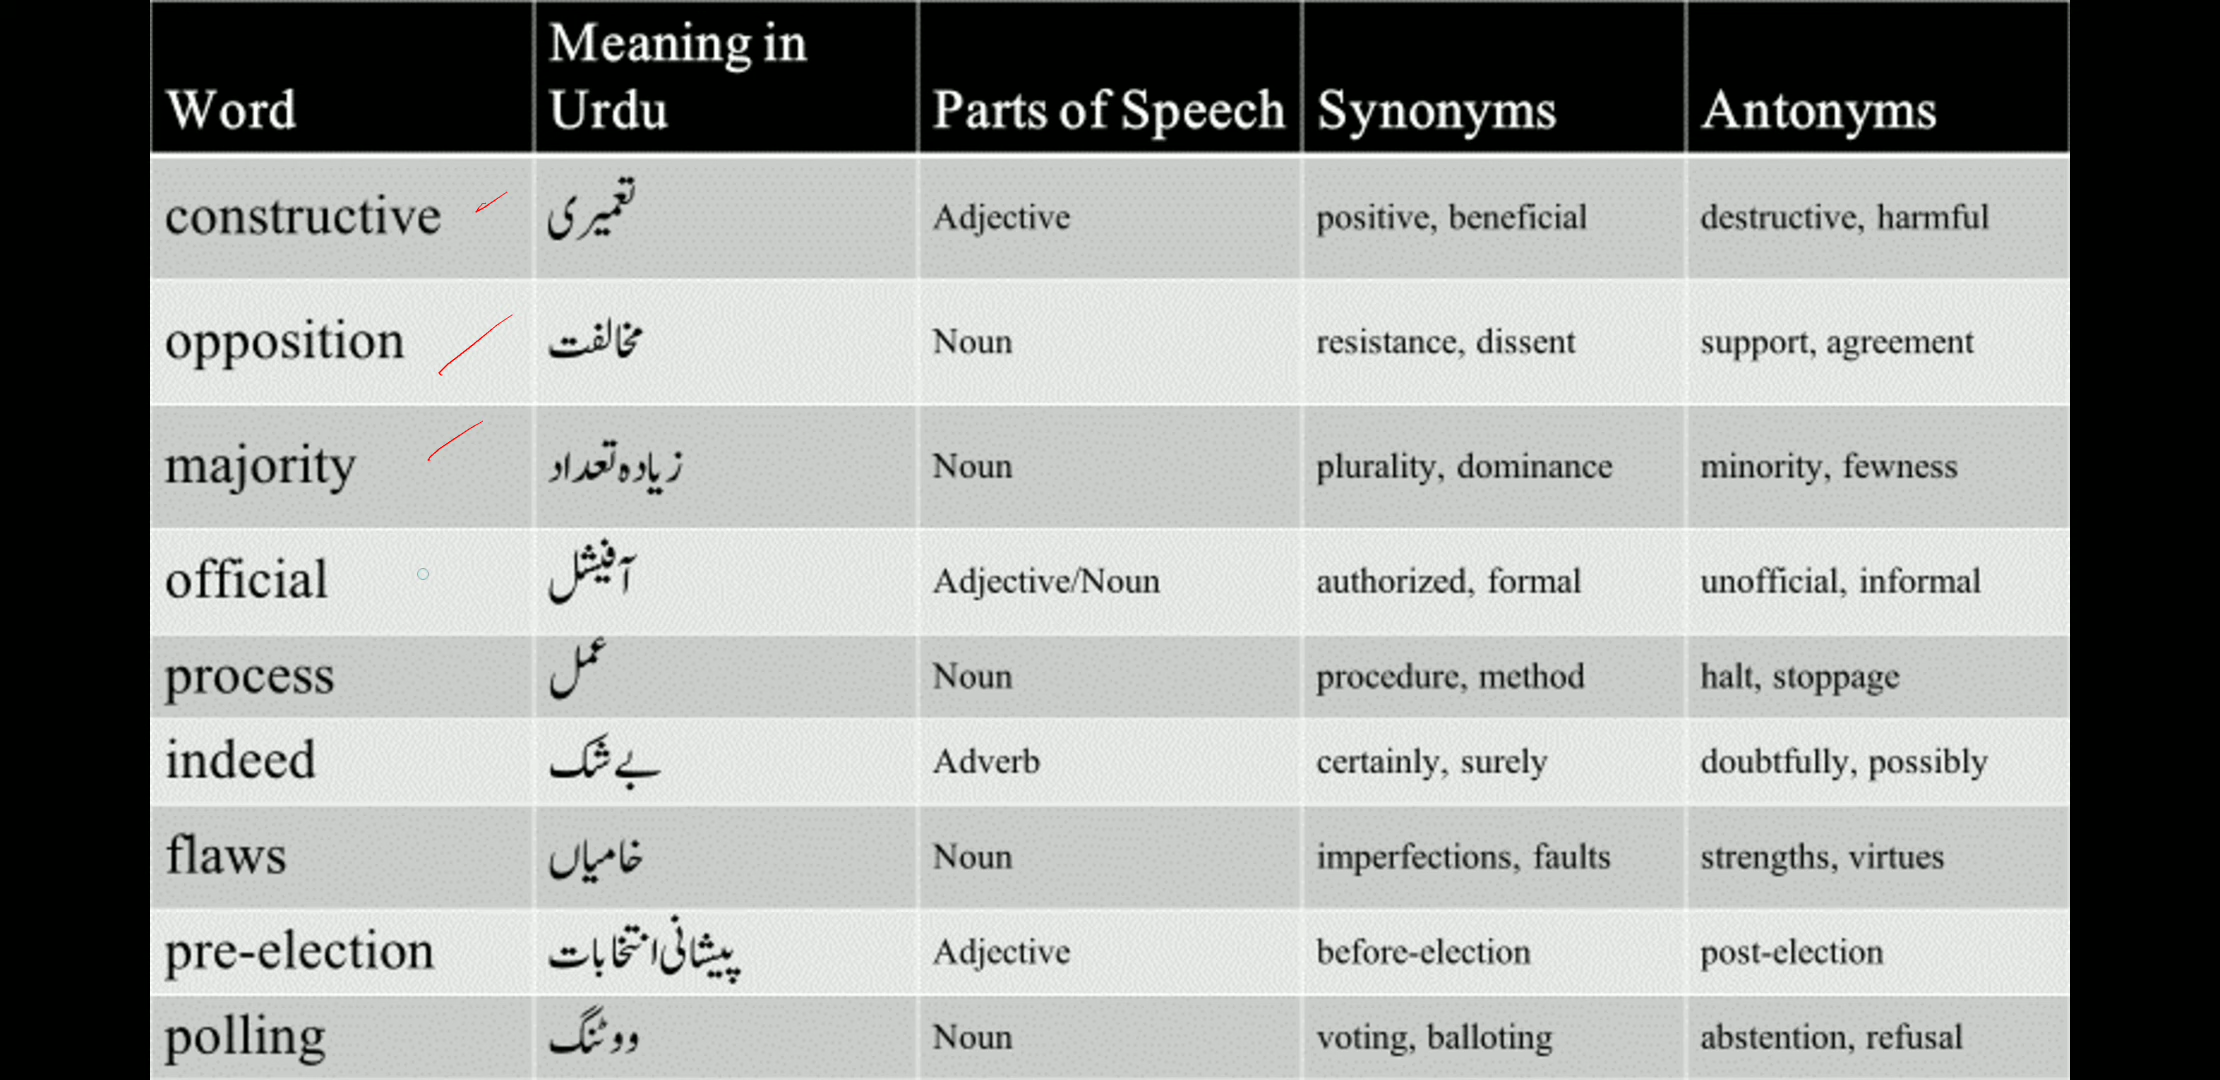 Word	Meaning in Urdu	Parts of Speech	Synonyms	Antonyms
constructive	تعمیری	Adjective	positive, beneficial	destructive, harmful
opposition	مخالفت	Noun	resistance, dissent	support, agreement
majority	زیادہ تعداد	Noun	plurality, dominance	minority, fewness
official	آفیشل	Adjective/Noun	authorized, formal	unofficial, informal
process	عمل	Noun	procedure, method	halt, stoppage
indeed	بے شک	Adverb	certainly, surely	doubtfully, possibly
flaws	خامیاں	Noun	imperfections, faults	strengths, virtues
pre-election	پیشانی انتخابات	Adjective	before-election	post-election
polling	ووٹنگ	Noun	voting, balloting	abstention, refusal